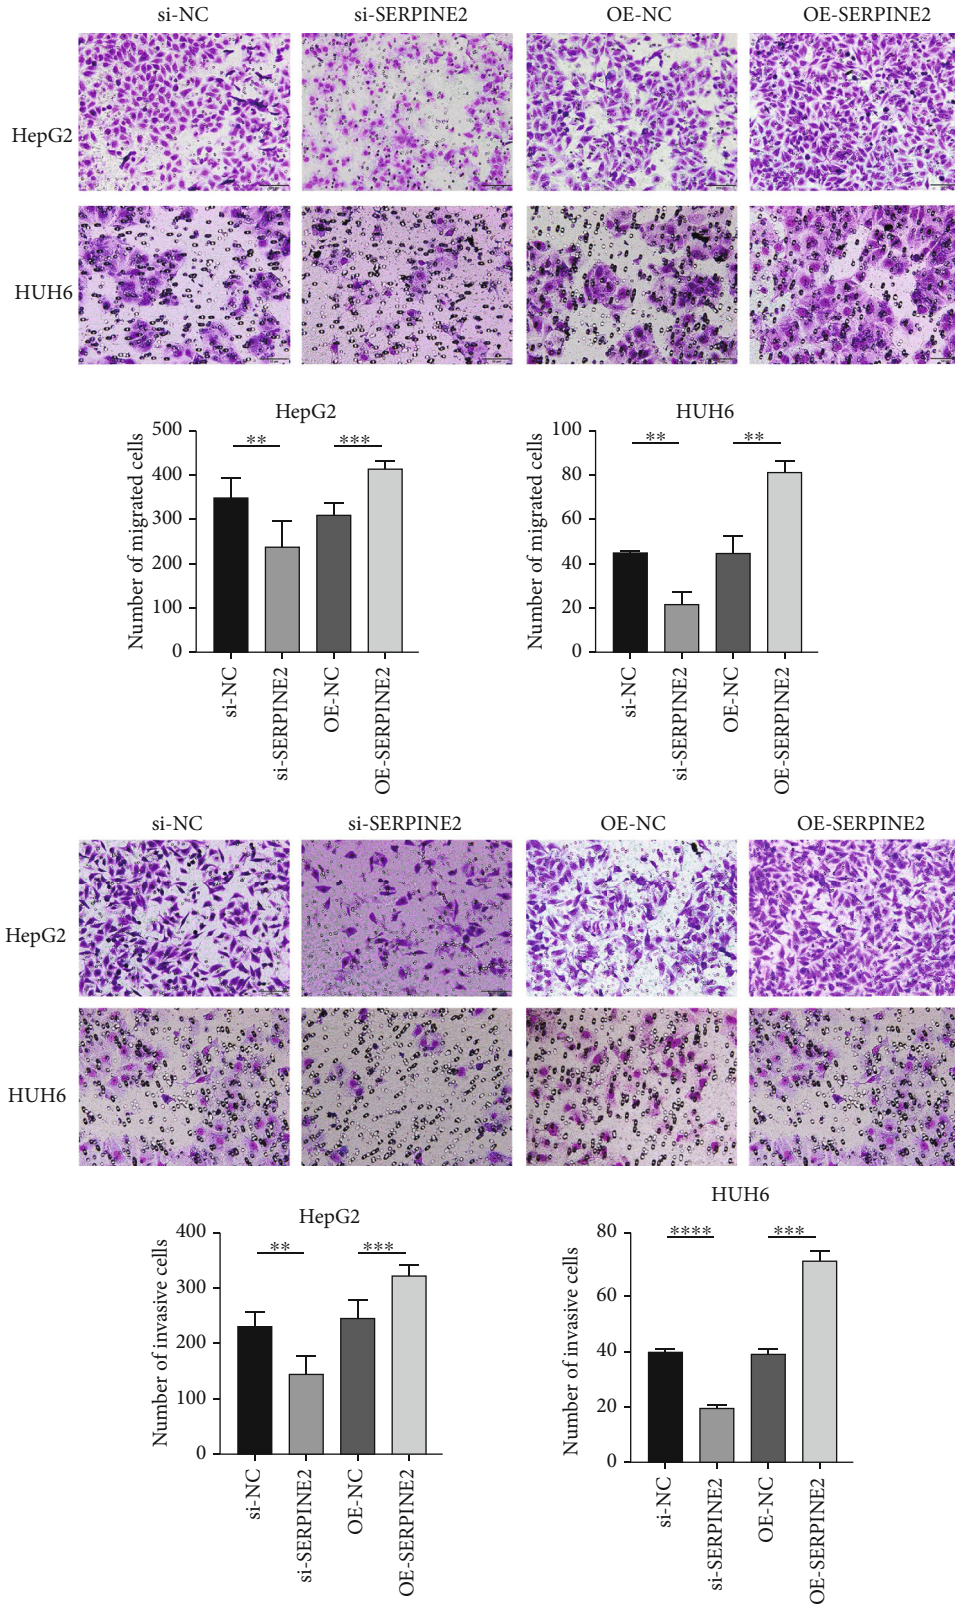 si-NC si-SERPINE2 OE-NC OE-SERPINE2
HepG2
HUH6
HepG2
Number of migrated cells
500
400
300
200
100
0
** ***
si-NC
si-SERPINE2
OE-NC
OE-SERPINE2
HUH6
Number of migrated cells
100
80
60
40
20
0
** **
si-NC
si-SERPINE2
OE-NC
OE-SERPINE2
si-NC si-SERPINE2 OE-NC OE-SERPINE2
HepG2
HUH6
HepG2
Number of invasive cells
400
300
200
100
0
** ***
si-NC
si-SERPINE2
OE-NC
OE-SERPINE2
HUH6
Number of invasive cells
80
60
40
20
0
**** ***
si-NC
si-SERPINE2
OE-NC
OE-SERPINE2